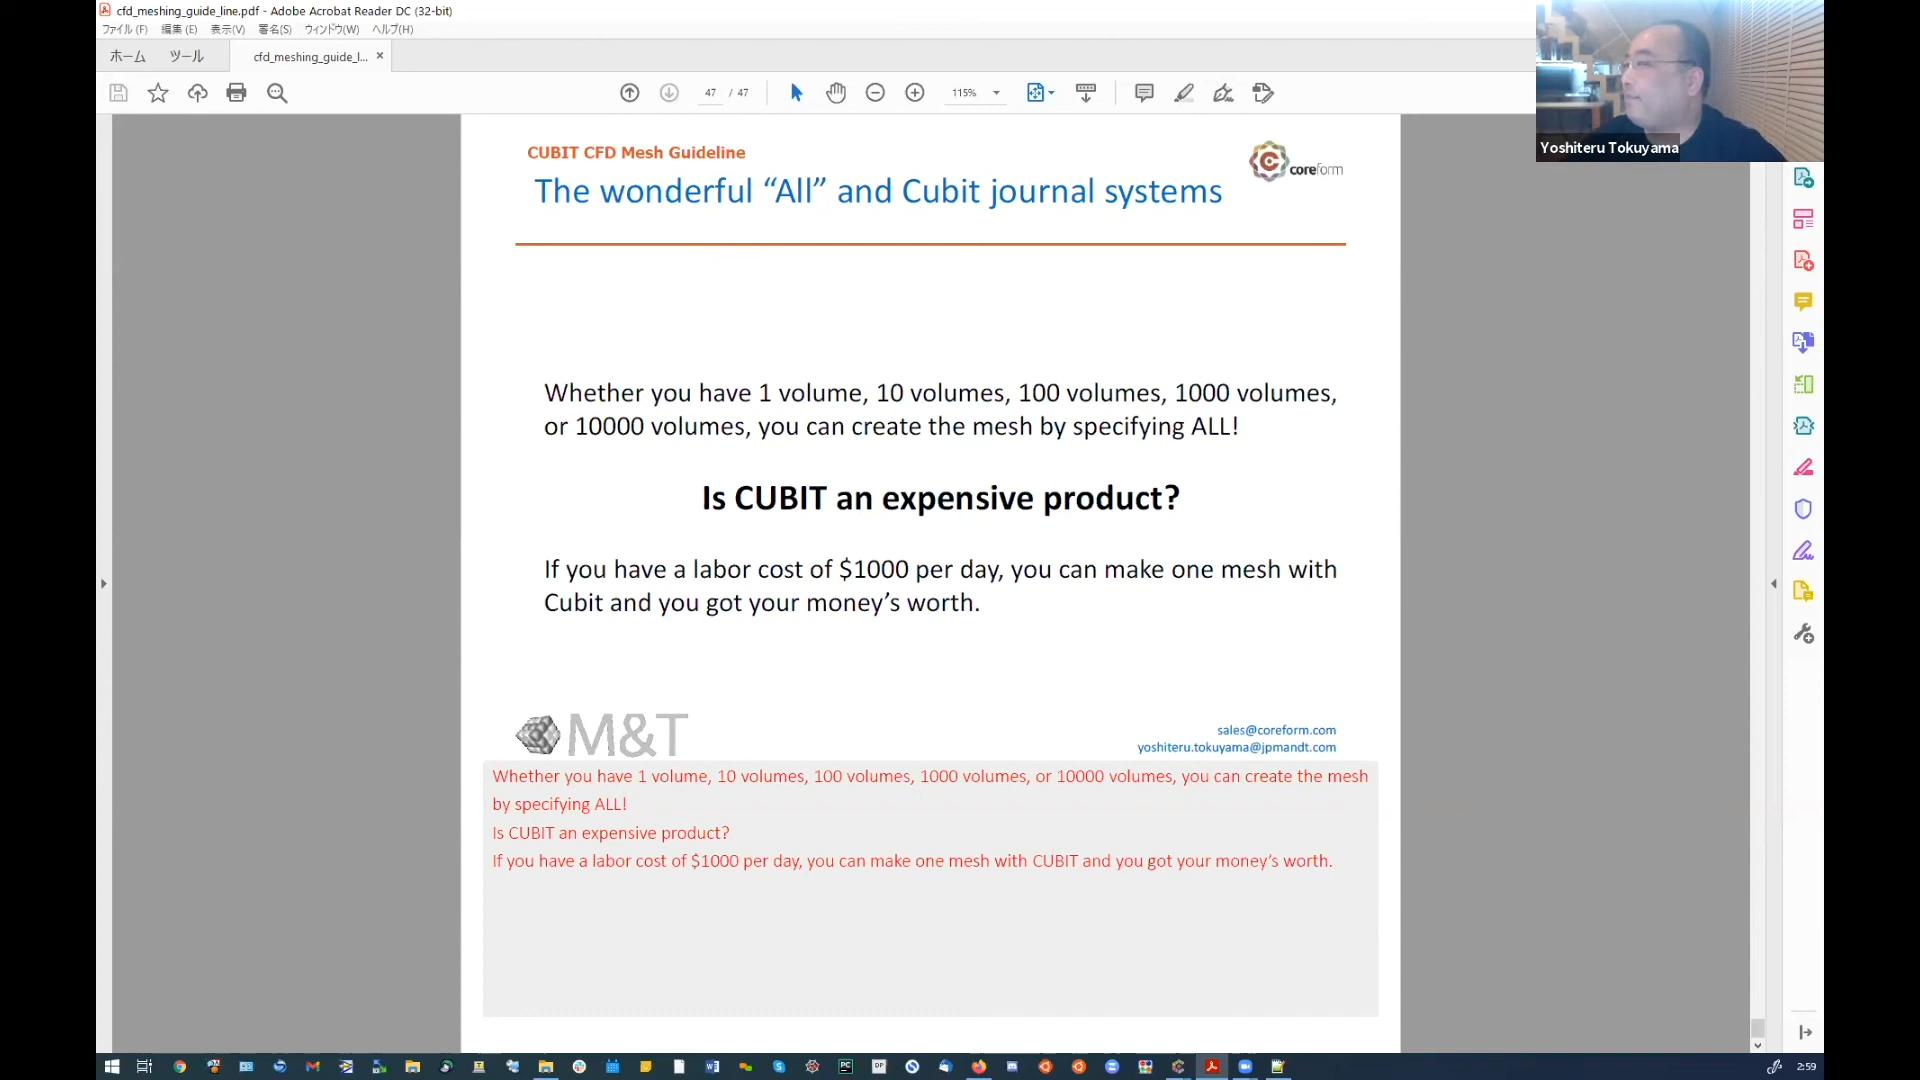 cfd_meshing_guide_line.pdf - Adobe Acrobat Reader DC (32-bit)
ファイル(F) 編集(E) 表示(V) 署名(S) ウィンドウ(W) ヘルプ(H)
ホーム ツール cfd_meshing_guide_l... ×
47 / 47 115%
Yoshiteru Tokuyama
CUBIT CFD Mesh Guideline
coreform
The wonderful “All” and Cubit journal systems
Whether you have 1 volume, 10 volumes, 100 volumes, 1000 volumes,
or 10000 volumes, you can create the mesh by specifying ALL!
Is CUBIT an expensive product?
If you have a labor cost of $1000 per day, you can make one mesh with
Cubit and you got your money’s worth.
M&T
sales@coreform.com
yoshiteru.tokuyama@jpmandt.com
Whether you have 1 volume, 10 volumes, 100 volumes, 1000 volumes, or 10000 volumes, you can create the mesh
by specifying ALL!
Is CUBIT an expensive product?
If you have a labor cost of $1000 per day, you can make one mesh with CUBIT and you got your money’s worth.
2:59